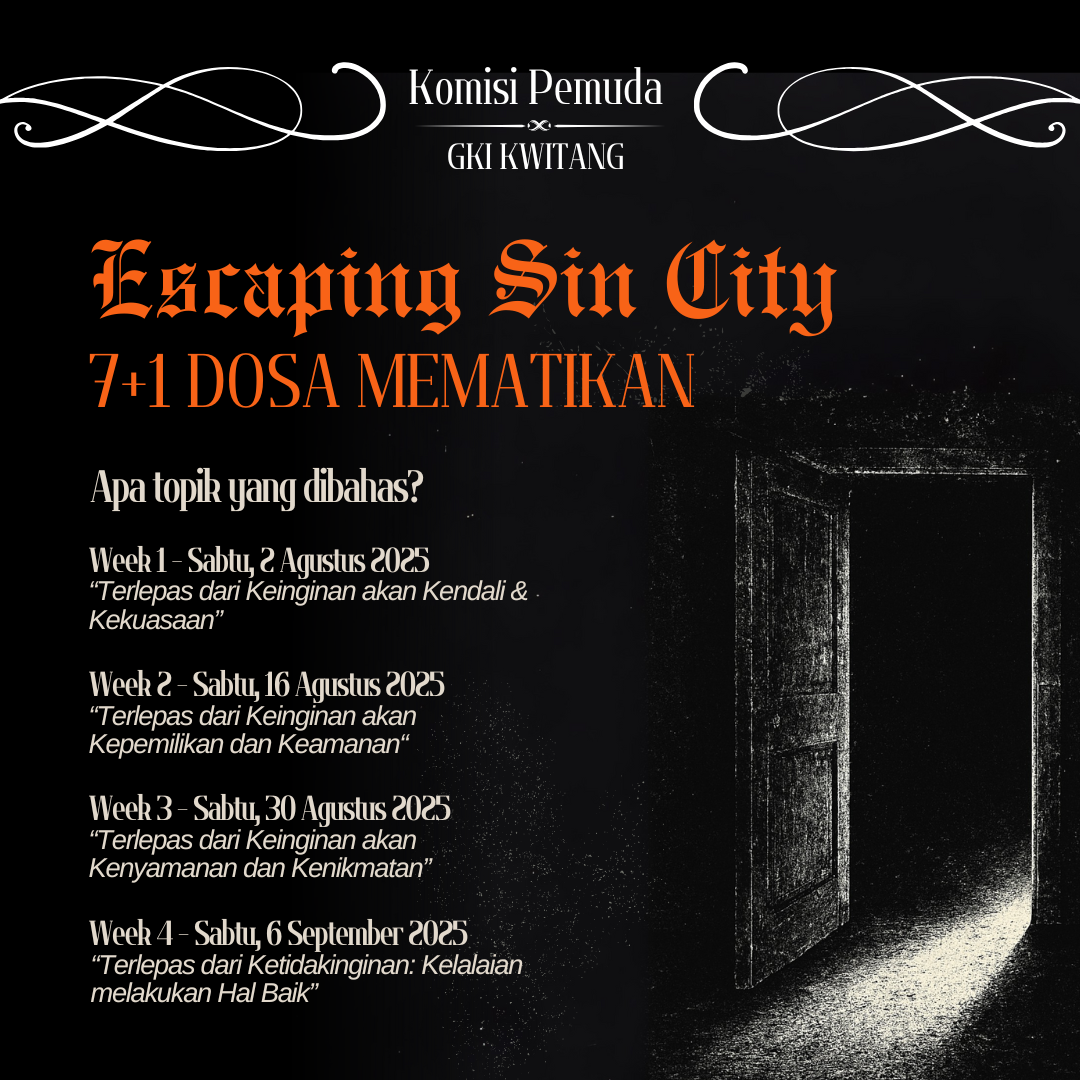 Komisi Pemuda
GKI KWITANG
Escaping Sin City
7+1 DOSA MEMATIKAN
Apa topik yang dibahas?
Week 1 - Sabtu, 2 Agustus 2025
“Terlepas dari Keinginan akan Kendali &
Kekuasaan”
Week 2 - Sabtu, 16 Agustus 2025
“Terlepas dari Keinginan akan
Kepemilikan dan Keamanan“
Week 3 - Sabtu, 30 Agustus 2025
“Terlepas dari Keinginan akan
Kenyamanan dan Kenikmatan”
Week 4 - Sabtu, 6 September 2025
“Terlepas dari Ketidakinginan: Kelalaian
melakukan Hal Baik”